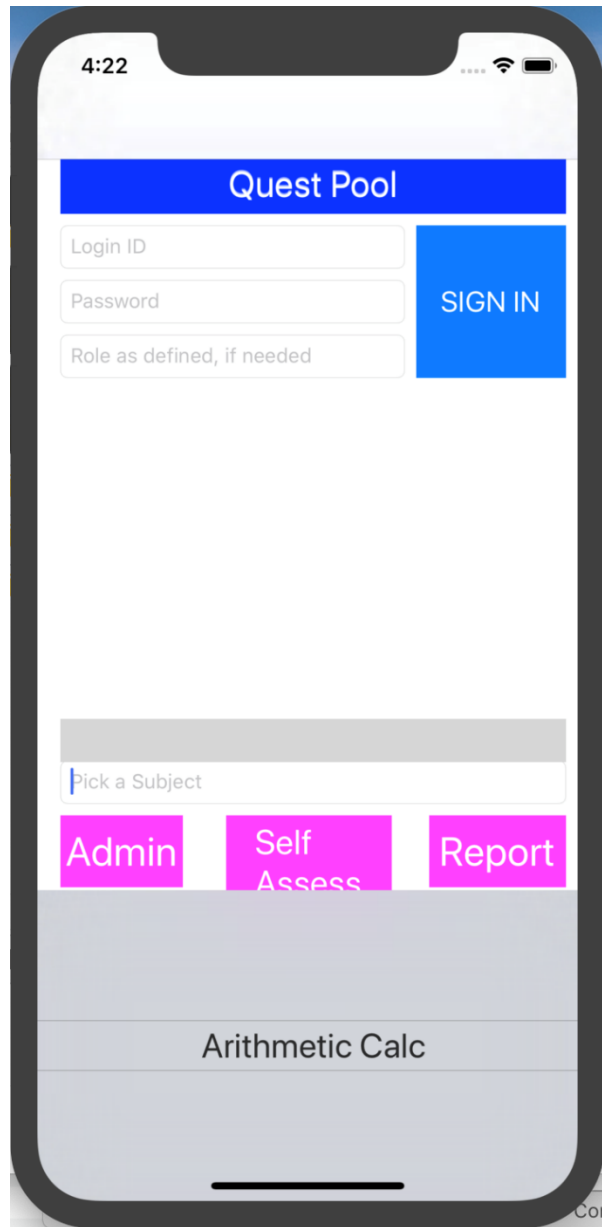 4:22
Quest Pool
Login ID
Password
SIGN IN
Role as defined, if needed
Pick a Subject
Admin
Self
Assess
Report
Arithmetic Calc